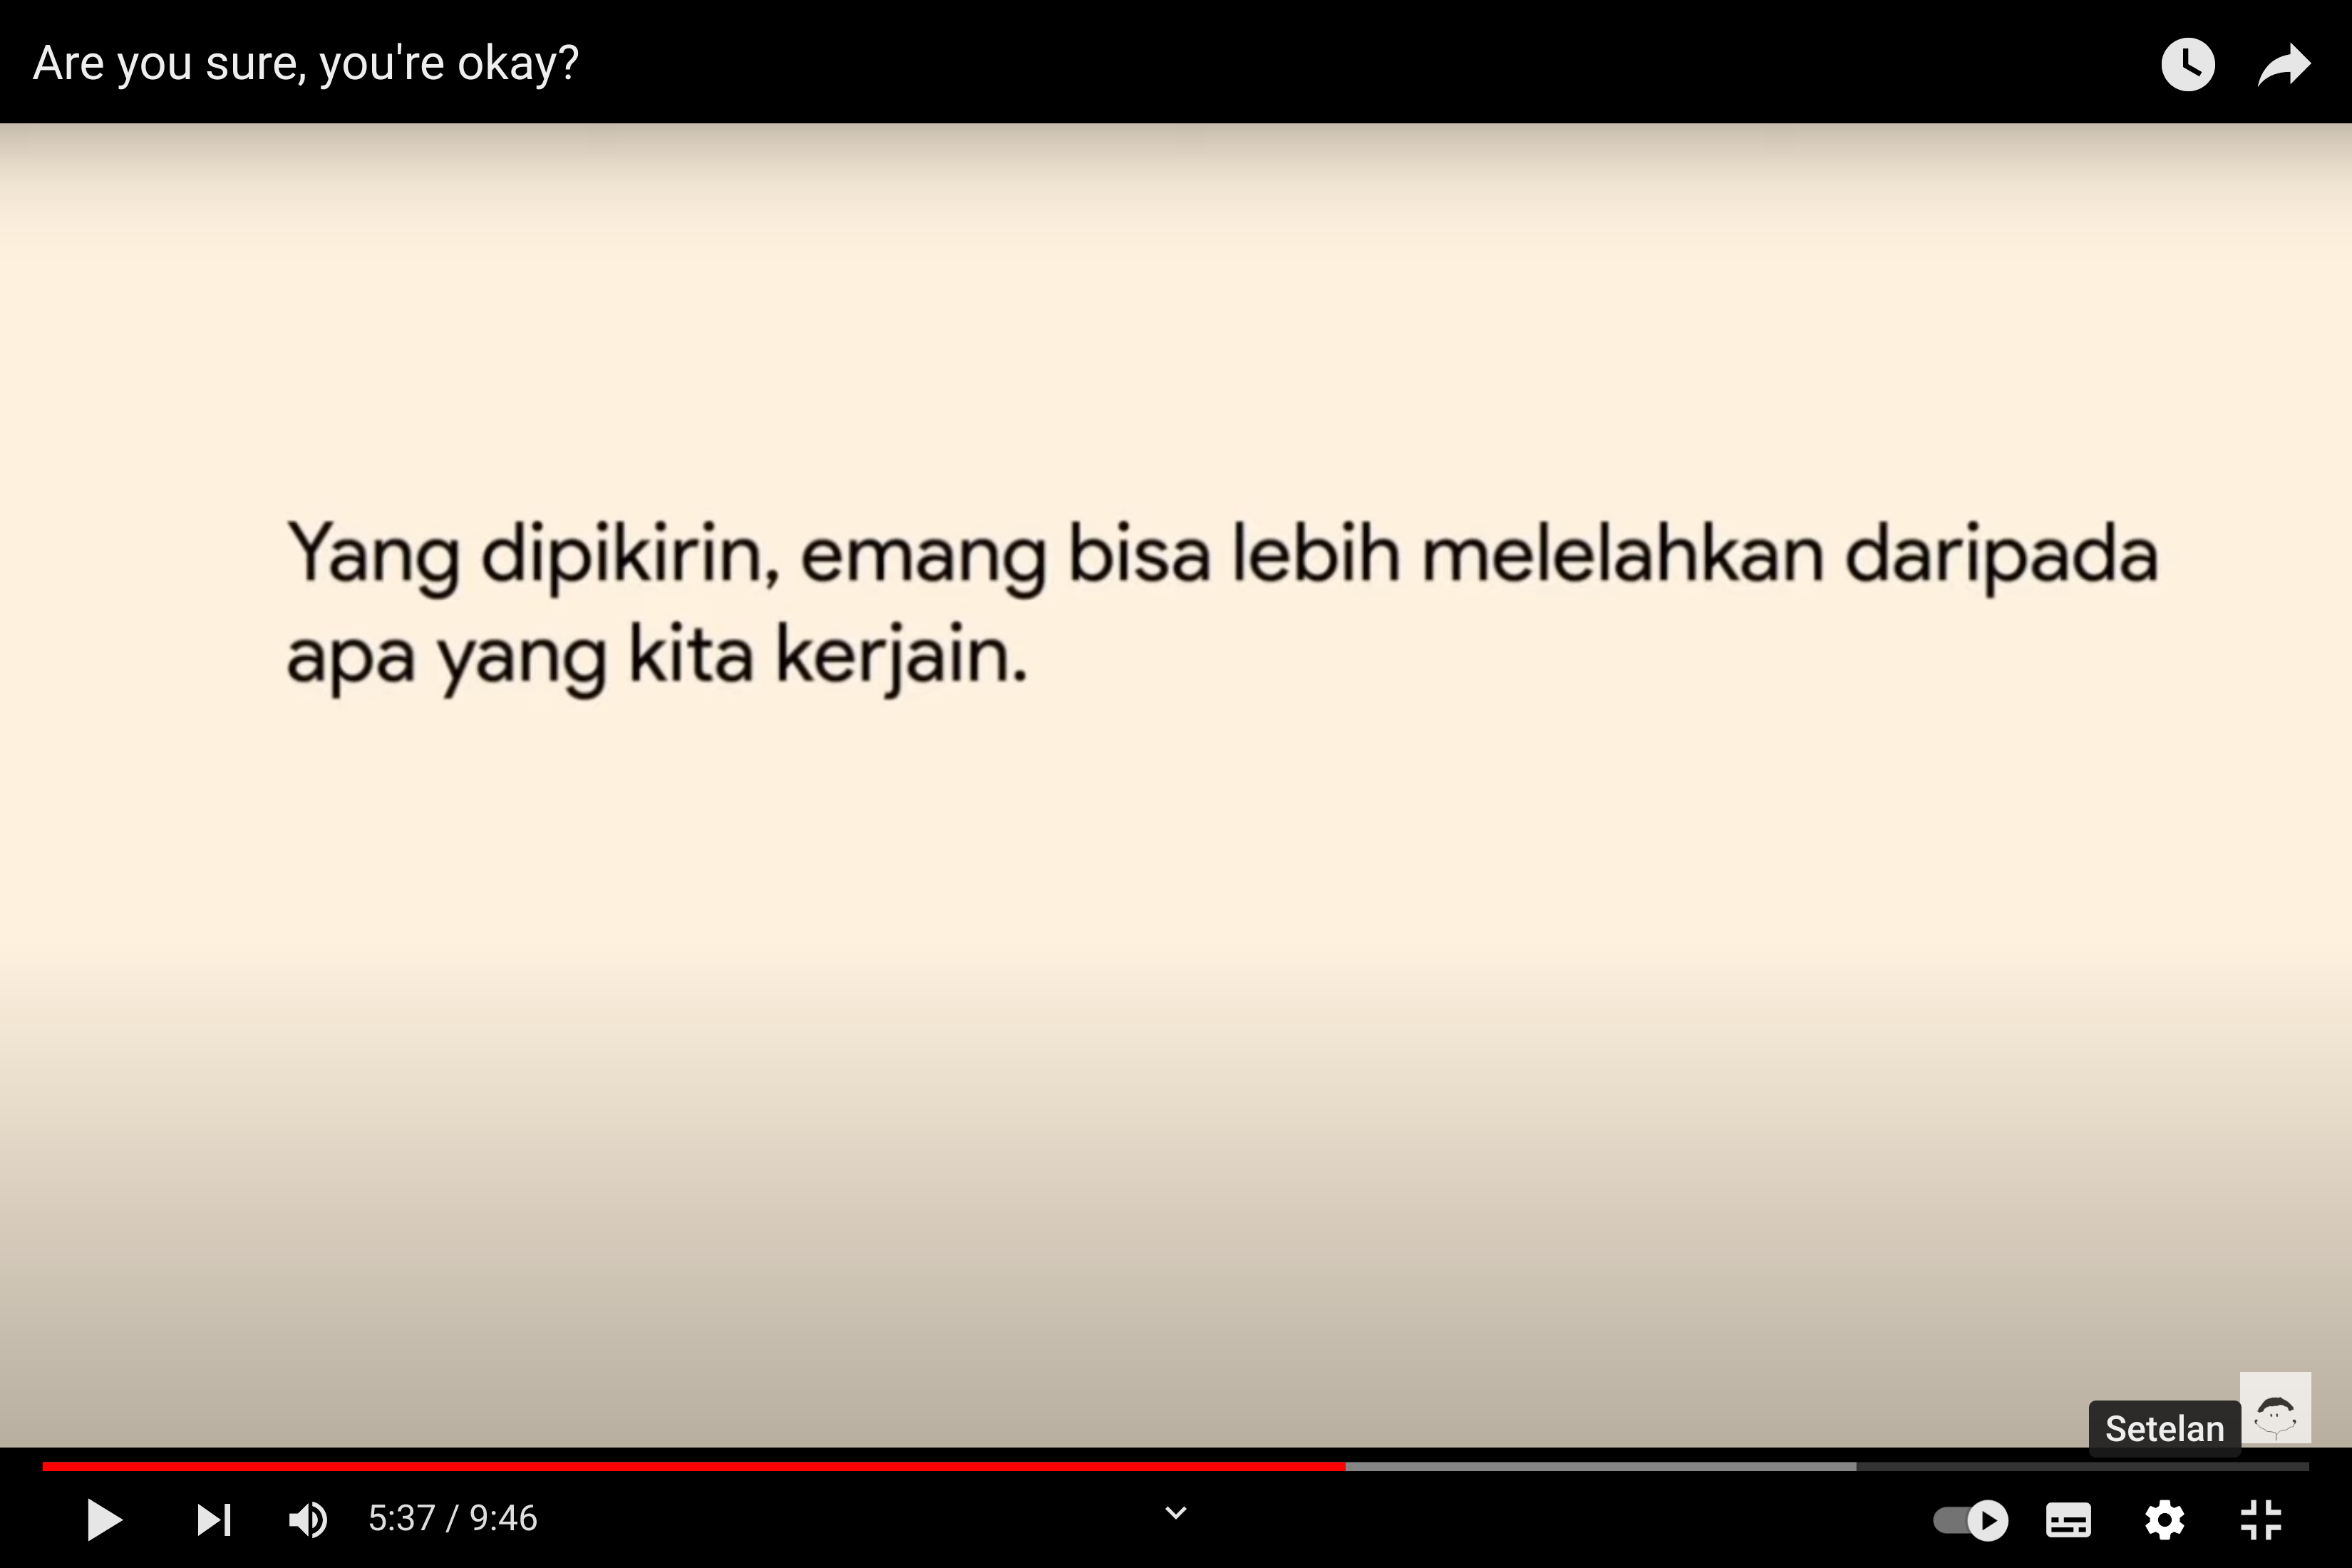 Are you sure, you're okay?
Yang dipikirin, emang bisa lebih melelahkan daripada
apa yang kita kerjain.
Setelan
5:37 / 9:46